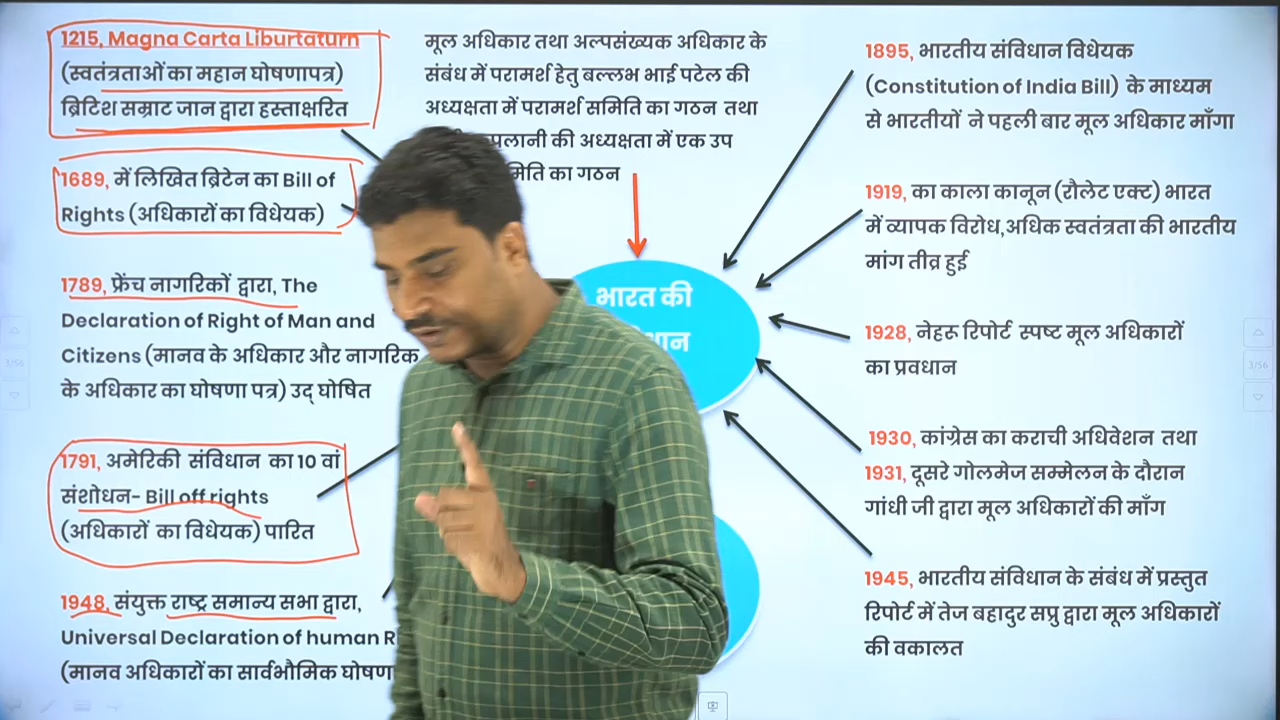 1215, Magna Carta Liburtaturn
(स्वतंत्रताओं का महान घोषणापत्र)
ब्रिटिश सम्राट जान द्वारा हस्ताक्षरित
1689, में लिखित ब्रिटेन का Bill of
Rights (अधिकारों का विधेयक)
1789, फ्रेंच नागरिकों द्वारा, The
Declaration of Right of Man and
Citizens (मानव के अधिकार और नागरिक
के अधिकार का घोषणा पत्र) उद् घोषित
1791, अमेरिकी संविधान का 10 वां
संशोधन- Bill off rights
(अधिकारों का विधेयक) पारित
1948, संयुक्त राष्ट्र समान्य सभा द्वारा,
Universal Declaration of human R
(मानव अधिकारों का सार्वभौमिक घोषणा
मूल अधिकार तथा अल्पसंख्यक अधिकार के
संबंध में परामर्श हेतु बल्लभ भाई पटेल की
अध्यक्षता में परामर्श समिति का गठन तथा
पलानी की अध्यक्षता में एक उप
मिति का गठन
भारत की
1895, भारतीय संविधान विधेयक
(Constitution of India Bill) के माध्यम
से भारतीयों ने पहली बार मूल अधिकार माँगा
1919, का काला कानून (रौलेट एक्ट) भारत
में व्यापक विरोध,अधिक स्वतंत्रता की भारतीय
मांग तीव्र हुई
1928, नेहरू रिपोर्ट स्पष्ट मूल अधिकारों
का प्रवधान
1930, कांग्रेस का कराची अधिवेशन तथा
1931, दूसरे गोलमेज सम्मेलन के दौरान
गांधी जी द्वारा मूल अधिकारों की माँग
1945, भारतीय संविधान के संबंध में प्रस्तुत
रिपोर्ट में तेज बहादुर सप्रु द्वारा मूल अधिकारों
की वकालत
3/56
3/56